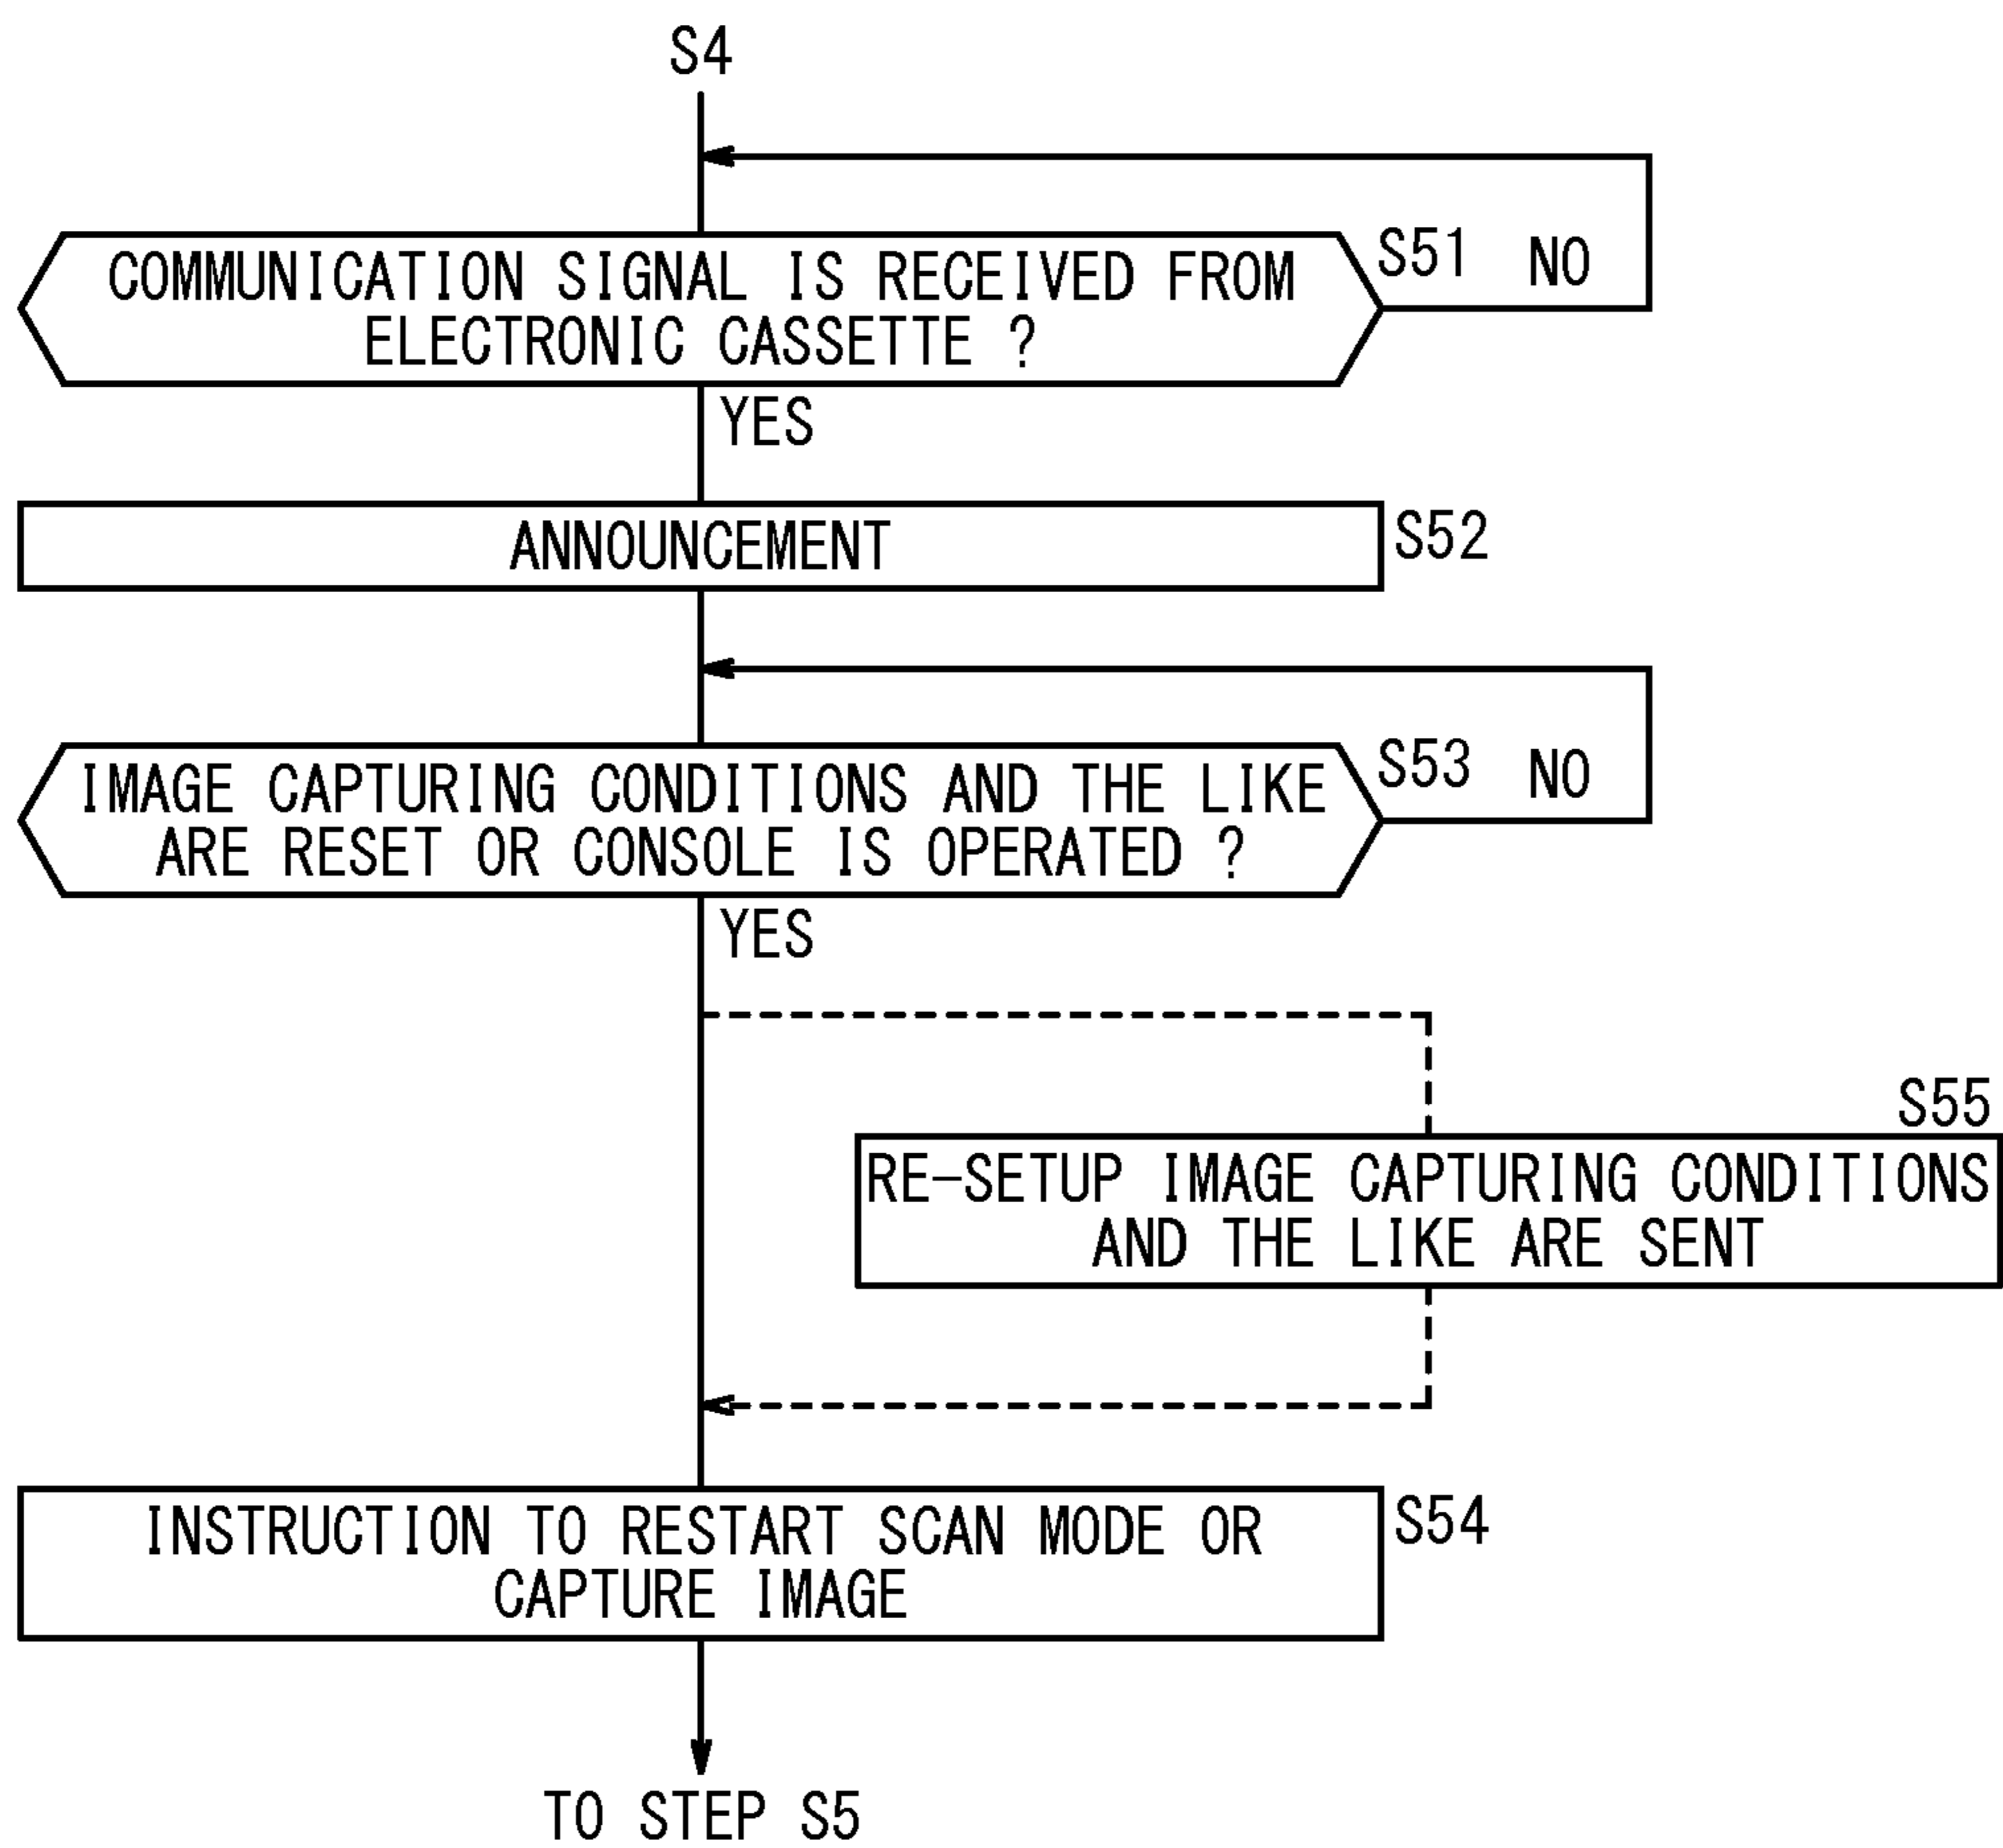 S4
COMMUNICATION SIGNAL IS RECEIVED FROM
ELECTRONIC CASSETTE ?
S51 NO
YES
ANNOUNCEMENT
S52
IMAGE CAPTURING CONDITIONS AND THE LIKE
ARE RESET OR CONSOLE IS OPERATED ?
S53 NO
YES
S55
RE-SETUP IMAGE CAPTURING CONDITIONS
AND THE LIKE ARE SENT
INSTRUCTION TO RESTART SCAN MODE OR
CAPTURE IMAGE
S54
TO STEP S5